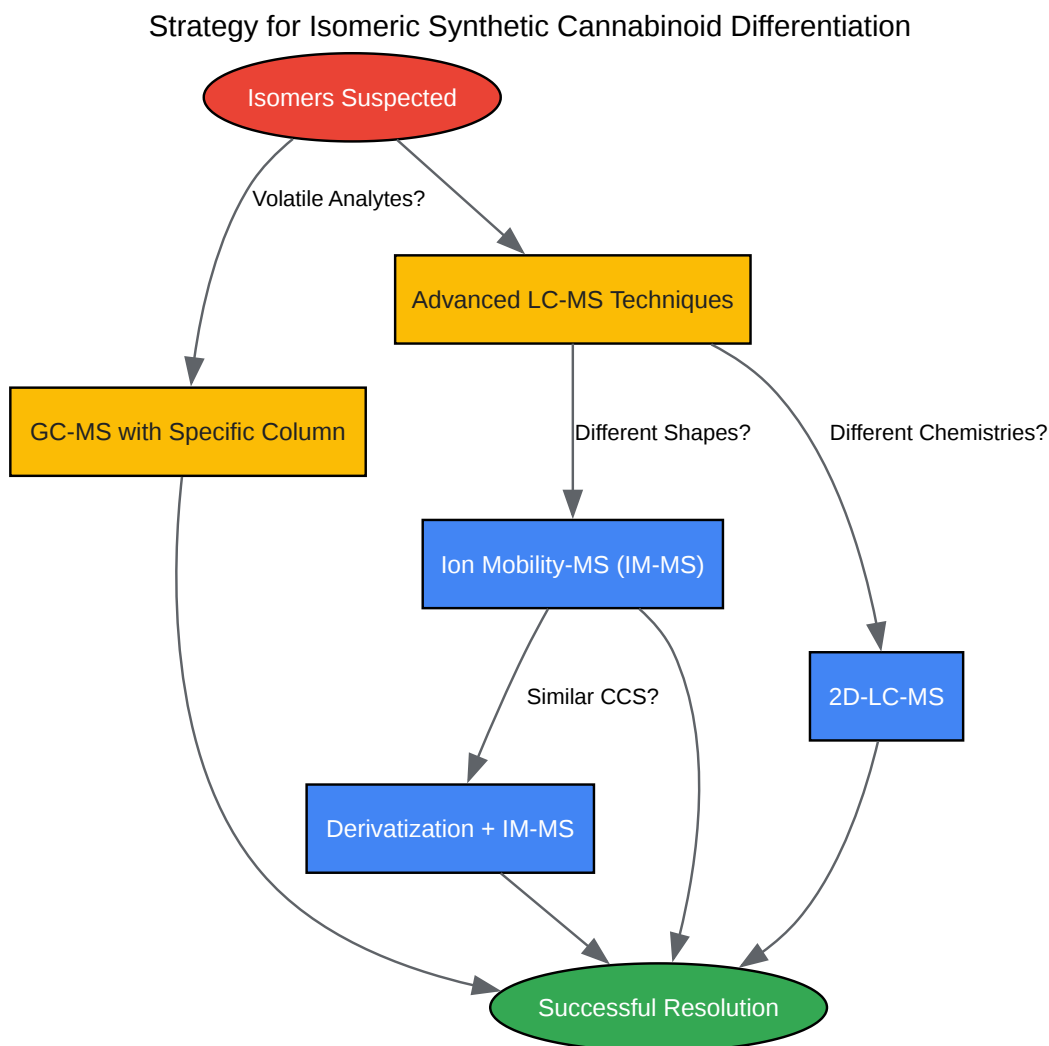 Strategy for Isomeric Synthetic Cannabinoid Differentiation
Isomers Suspected
Volatile Analytes?
Advanced LC-MS Techniques
GC-MS with Specific Column
Different Shapes?
Different Chemistries?
Ion Mobility-MS (IM-MS)
Similar CCS?
2D-LC-MS
Derivatization + IM-MS
Successful Resolution